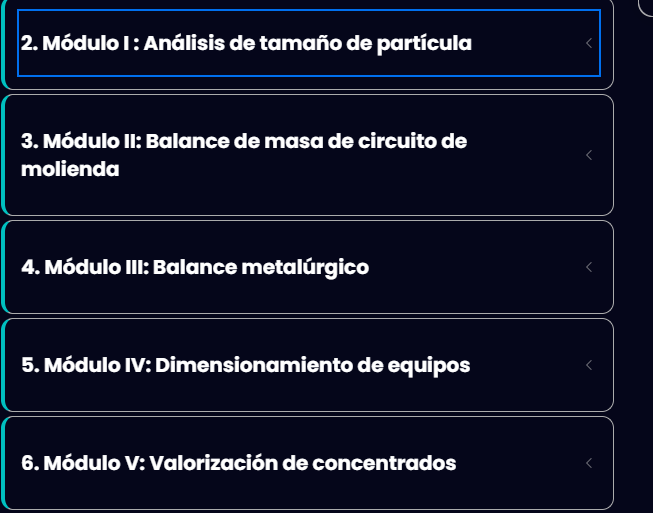 2. Módulo I : Análisis de tamaño de partícula
3. Módulo II: Balance de masa de circuito de
molienda
4. Módulo III: Balance metalúrgico
5. Módulo IV: Dimensionamiento de equipos
6. Módulo V: Valorización de concentrados